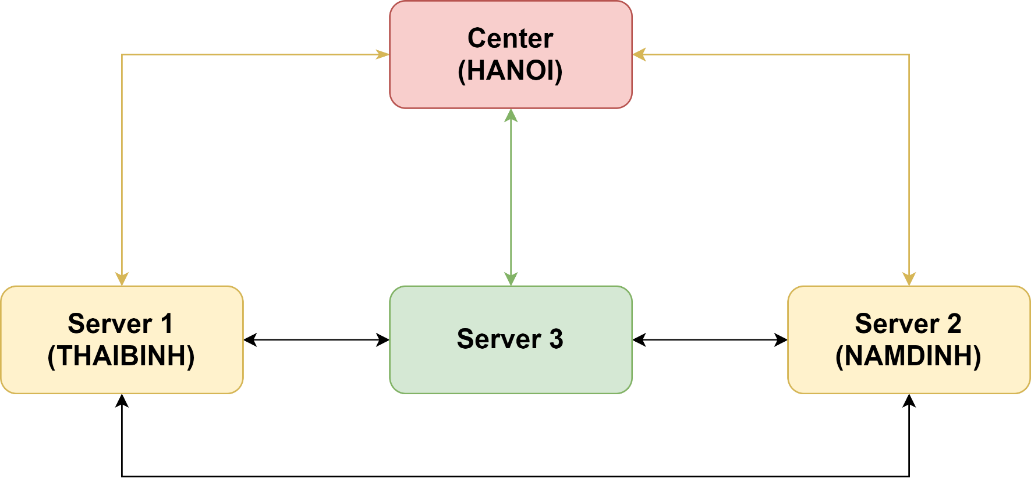 Center
(HANOI)
Server 1
(THAIBINH)
Server 3
Server 2
(NAMDINH)